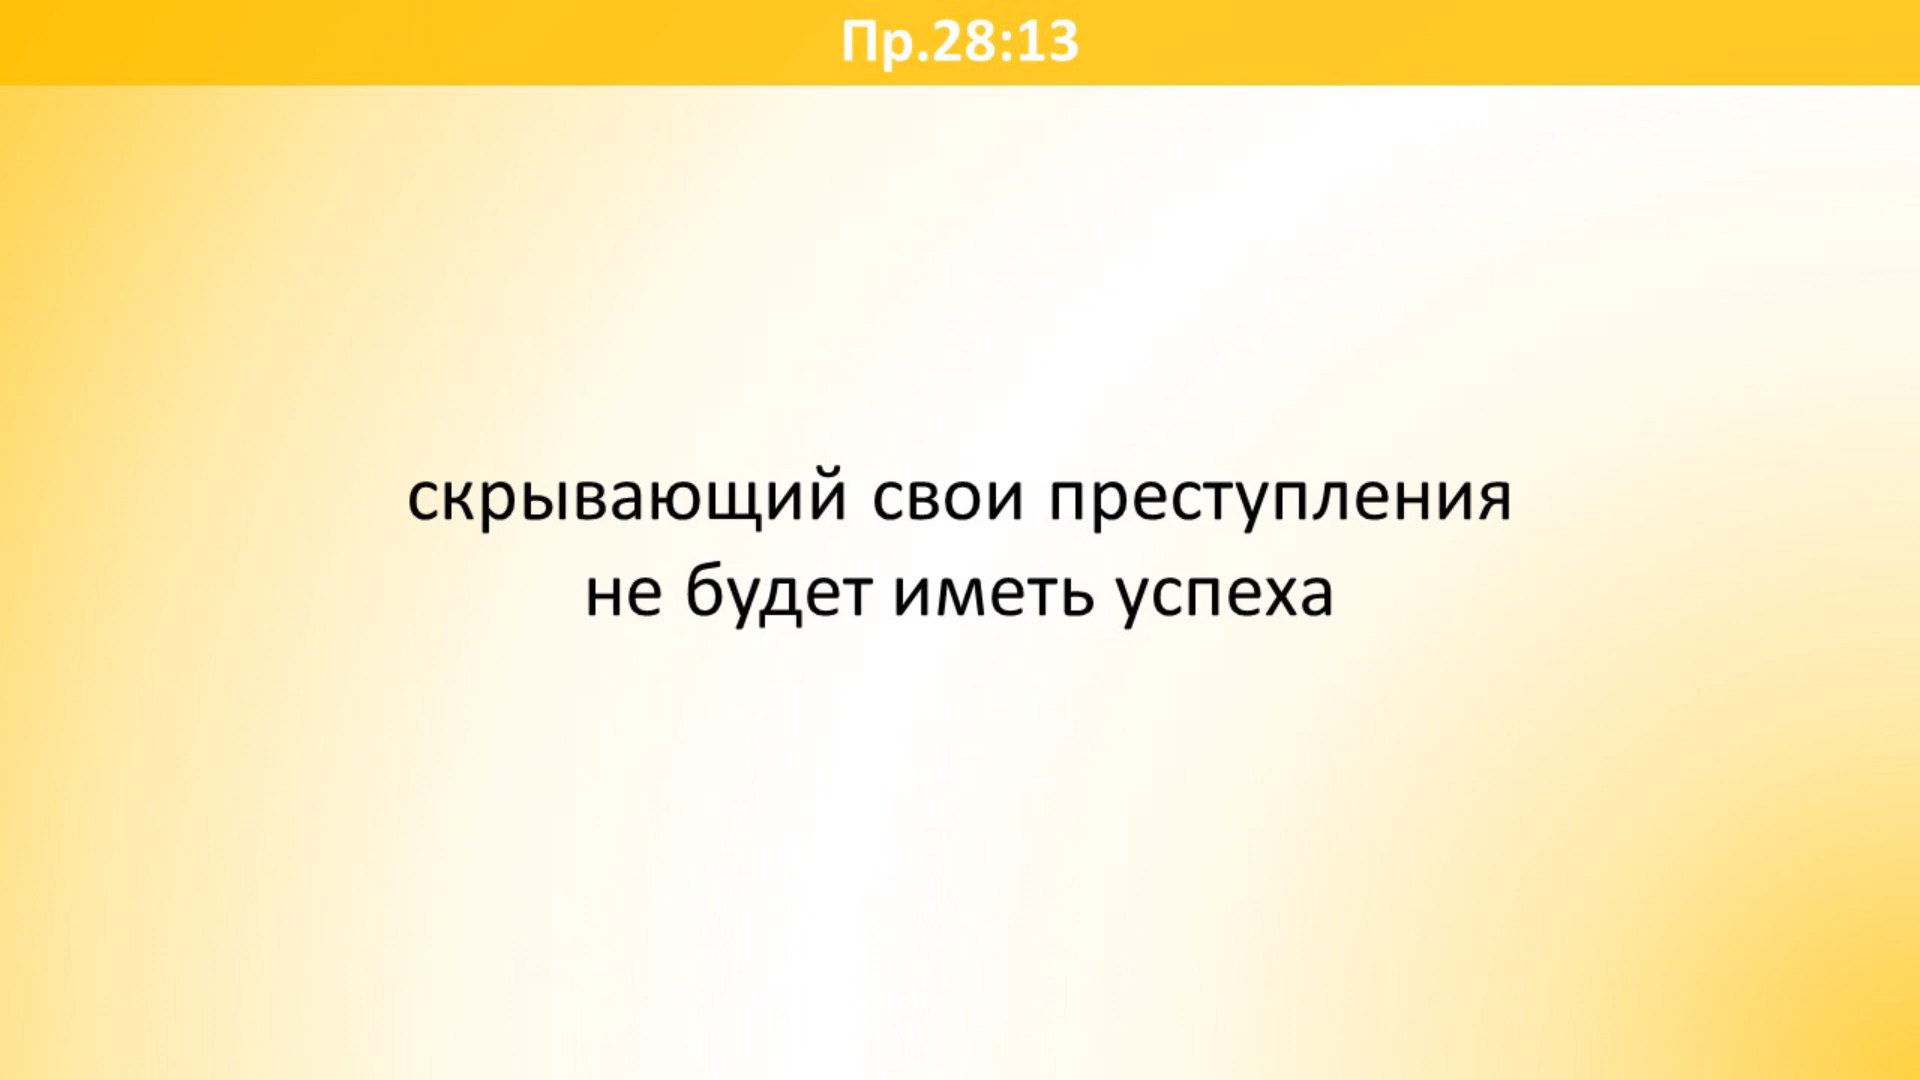 Пр.28:13
скрывающий свои преступления
не будет иметь успеха